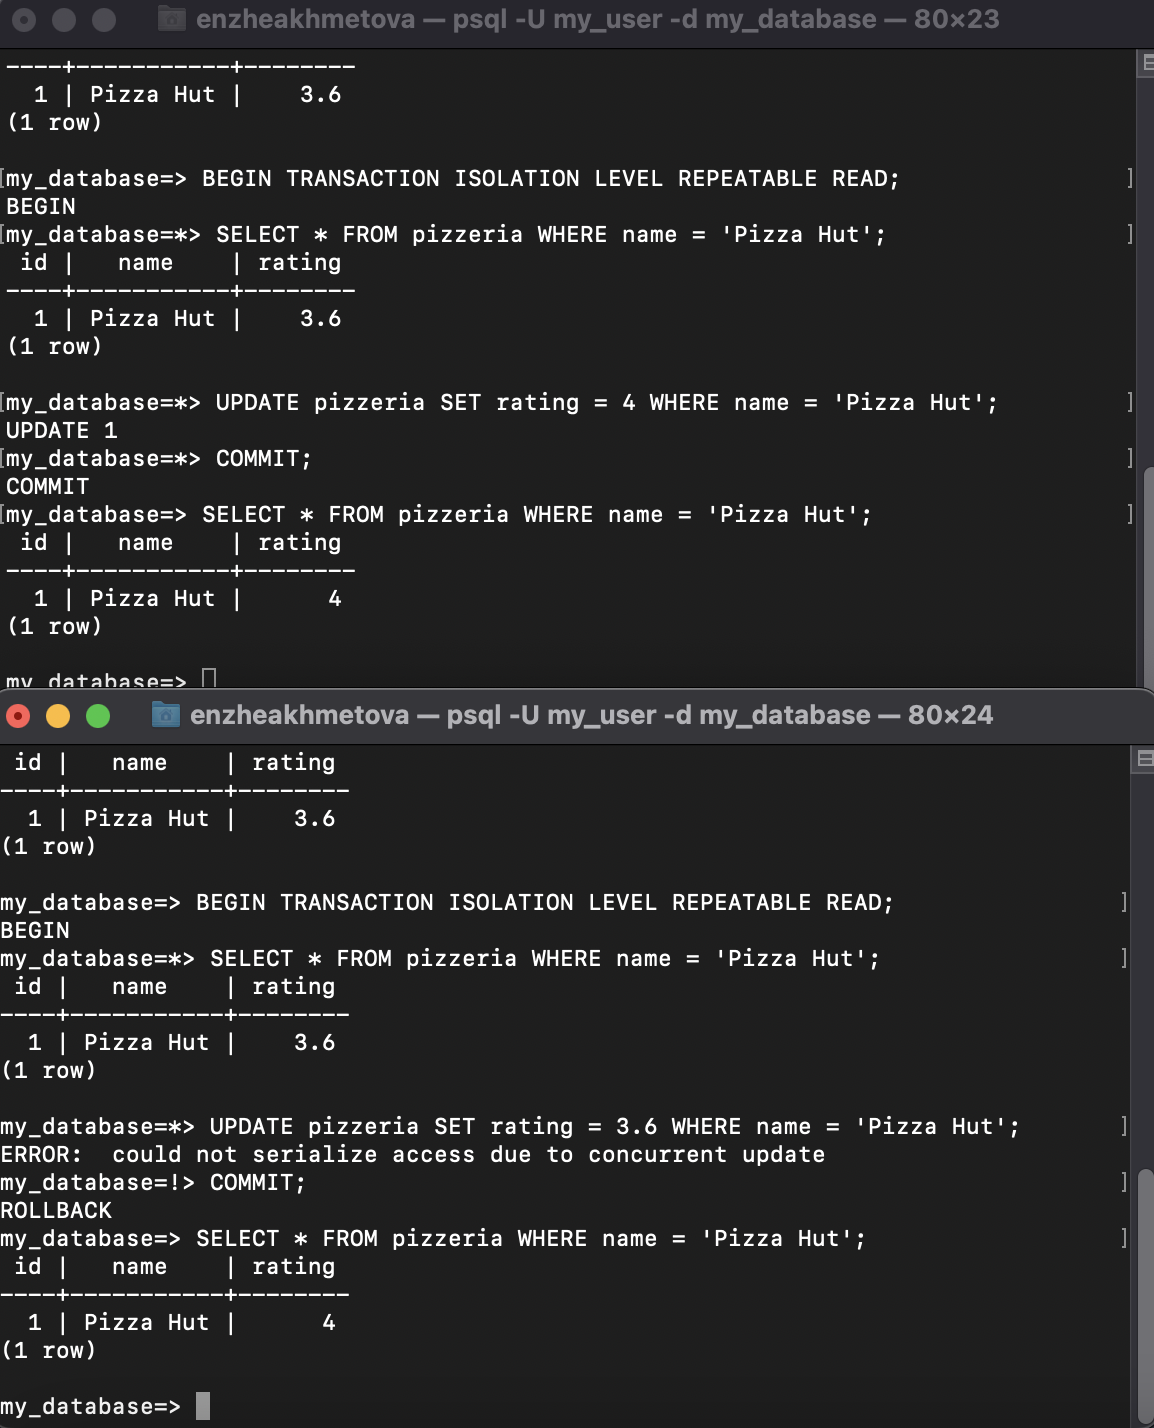 enzheakhmetova — psql -U my_user -d my_database — 80×23
----+-----------+--------
  1 | Pizza Hut |    3.6
(1 row)
[my_database=> BEGIN TRANSACTION ISOLATION LEVEL REPEATABLE READ; ]
BEGIN
[my_database=*> SELECT * FROM pizzeria WHERE name = 'Pizza Hut'; ]
 id |   name    | rating
----+-----------+--------
  1 | Pizza Hut |    3.6
(1 row)
[my_database=*> UPDATE pizzeria SET rating = 4 WHERE name = 'Pizza Hut'; ]
UPDATE 1
[my_database=*> COMMIT; ]
COMMIT
[my_database=> SELECT * FROM pizzeria WHERE name = 'Pizza Hut'; ]
 id |   name    | rating
----+-----------+--------
  1 | Pizza Hut |      4
(1 row)
my_database=>
enzheakhmetova — psql -U my_user -d my_database — 80×24
 id |   name    | rating
----+-----------+--------
  1 | Pizza Hut |    3.6
(1 row)
my_database=> BEGIN TRANSACTION ISOLATION LEVEL REPEATABLE READ; ]
BEGIN
my_database=*> SELECT * FROM pizzeria WHERE name = 'Pizza Hut'; ]
 id |   name    | rating
----+-----------+--------
  1 | Pizza Hut |    3.6
(1 row)
my_database=*> UPDATE pizzeria SET rating = 3.6 WHERE name = 'Pizza Hut'; ]
ERROR:  could not serialize access due to concurrent update
my_database=!> COMMIT; ]
ROLLBACK
my_database=> SELECT * FROM pizzeria WHERE name = 'Pizza Hut'; ]
 id |   name    | rating
----+-----------+--------
  1 | Pizza Hut |      4
(1 row)
my_database=>